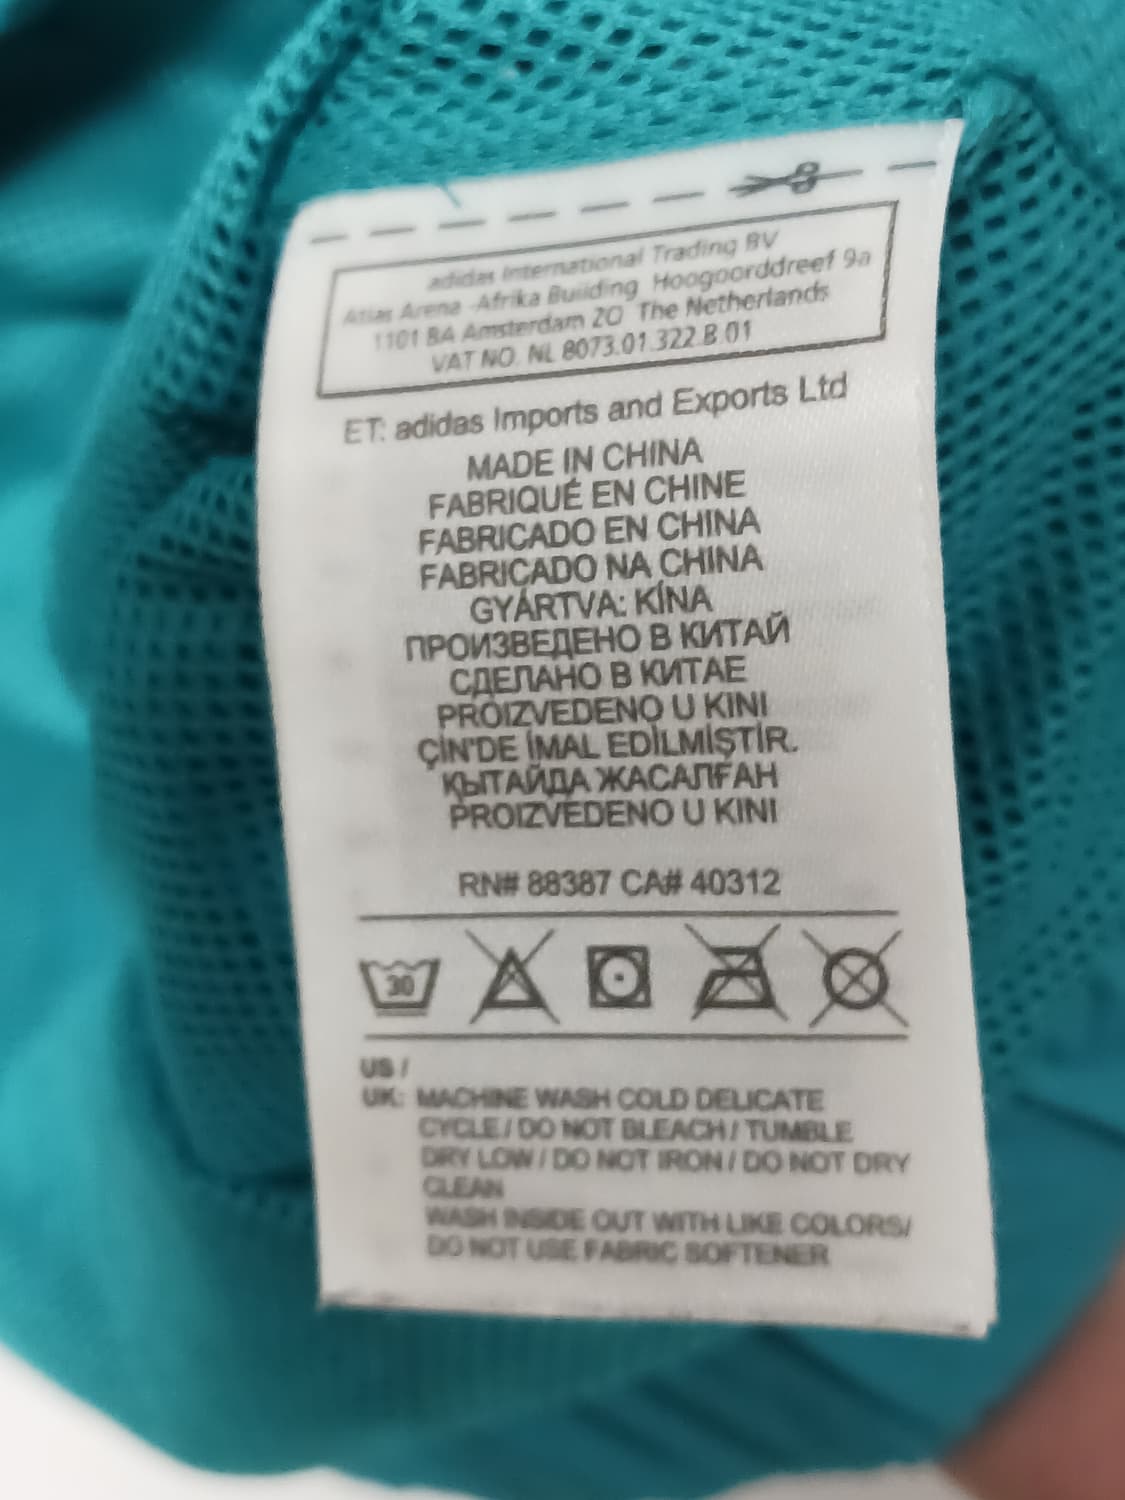 adidas International Trading BV
Atlas Arena -Afrika Building Hoogoorddreef 9a
1101 BA Amsterdam ZO The Netherlands
VAT NO. NL 8073.01.322.B.01
ET: adidas Imports and Exports Ltd
MADE IN CHINA
FABRIQUÉ EN CHINE
FABRICADO EN CHINA
FABRICADO NA CHINA
GYÁRTVA: KÍNA
ПРОИЗВЕДЕНО В КИТАЙ
СДЕЛАНО В КИТАЕ
PROIZVEDENO U KINI
ÇİN'DE İMAL EDİLMİŞTİR.
ҚЫТАЙДА ЖАСАЛҒАН
PROIZVEDENO U KINI
RN# 88387 CA# 40312
30
US /
UK: MACHINE WASH COLD DELICATE
CYCLE / DO NOT BLEACH / TUMBLE
DRY LOW / DO NOT IRON / DO NOT DRY
CLEAN
WASH INSIDE OUT WITH LIKE COLORS/
DO NOT USE FABRIC SOFTENER